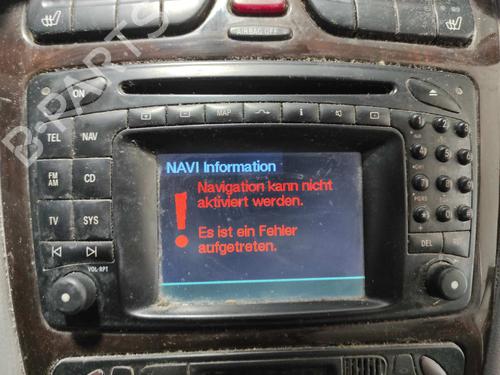 AIRBAG OFF
ON
MAP
i
TEL NAV
FM AM CD
TV SYS
VOL·RPT
DEL
NAVI Information
Navigation kann nicht
aktiviert werden.
Es ist ein Fehler
aufgetreten.
B-PARTS